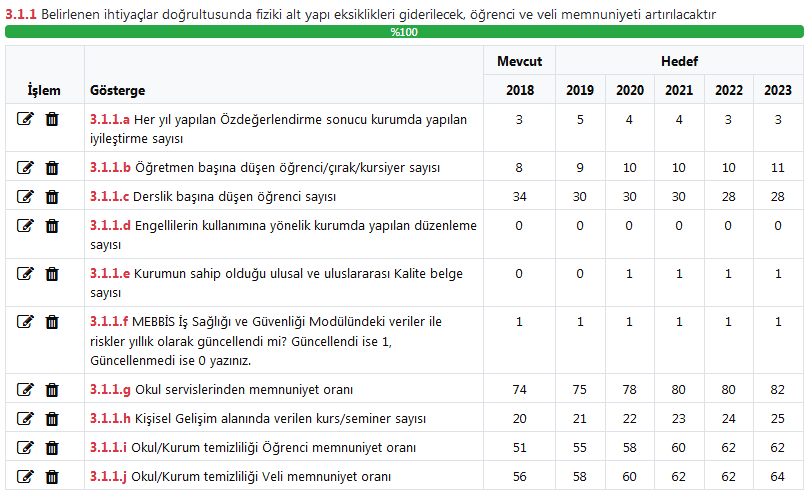 3.1.1 Belirlenen ihtiyaçlar doğrultusunda fiziki alt yapı eksiklikleri giderilecek, öğrenci ve veli memnuniyeti artırılacaktır
%100
Mevcut Hedef
İşlem Gösterge 2018 2019 2020 2021 2022 2023
3.1.1.a Her yıl yapılan Özdeğerlendirme sonucu kurumda yapılan 3 5 4 4 3 3
iyileştirme sayısı
3.1.1.b Öğretmen başına düşen öğrenci/çırak/kursiyer sayısı 8 9 10 10 10 11
3.1.1.c Derslik başına düşen öğrenci sayısı 34 30 30 30 28 28
3.1.1.d Engellilerin kullanımına yönelik kurumda yapılan düzenleme 0 0 0 0 0 0
sayısı
3.1.1.e Kurumun sahip olduğu ulusal ve uluslararası Kalite belge 0 0 1 1 1 1
sayısı
3.1.1.f MEBBİS İş Sağlığı ve Güvenliği Modülündeki veriler ile 1 1 1 1 1 1
riskler yıllık olarak güncellendi mi? Güncellendi ise 1,
Güncellenmedi ise 0 yazınız.
3.1.1.g Okul servislerinden memnuniyet oranı 74 75 78 80 80 82
3.1.1.h Kişisel Gelişim alanında verilen kurs/seminer sayısı 20 21 22 23 24 25
3.1.1.i Okul/Kurum temizliliği Öğrenci memnuniyet oranı 51 55 58 60 62 62
3.1.1.j Okul/Kurum temizliliği Veli memnuniyet oranı 56 58 60 62 62 64